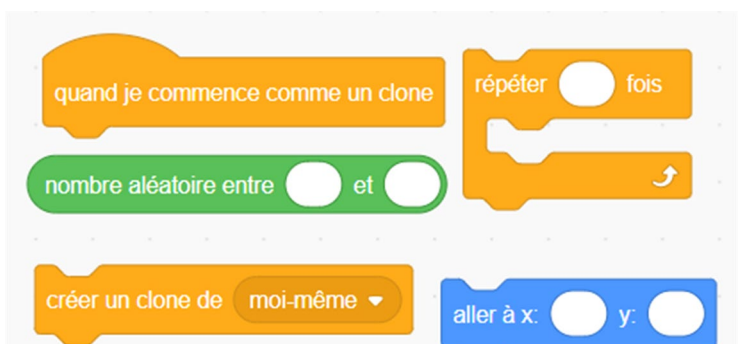 quand je commence comme un clone
répéter fois
nombre aléatoire entre et
créer un clone de moi-même
aller à x: y: